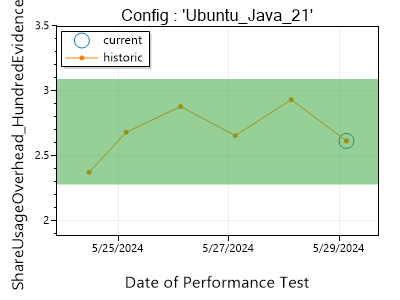 Config : 'Ubuntu_Java_21'
ShareUsageOverhead_HundredEvidence
3.5
3
2.5
2
current
historic
5/25/2024
5/27/2024
5/29/2024
Date of Performance Test